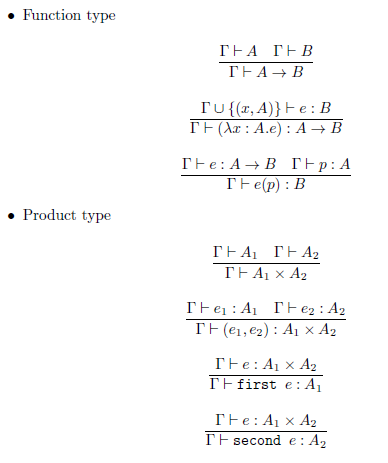 • Function type
Γ ⊢ A   Γ ⊢ B
Γ ⊢ A → B
Γ ∪ {(x, A)} ⊢ e : B
Γ ⊢ (λx : A.e) : A → B
Γ ⊢ e : A → B   Γ ⊢ p : A
Γ ⊢ e(p) : B
• Product type
Γ ⊢ A₁   Γ ⊢ A₂
Γ ⊢ A₁ × A₂
Γ ⊢ e₁ : A₁   Γ ⊢ e₂ : A₂
Γ ⊢ (e₁, e₂) : A₁ × A₂
Γ ⊢ e : A₁ × A₂
Γ ⊢ first e : A₁
Γ ⊢ e : A₁ × A₂
Γ ⊢ second e : A₂